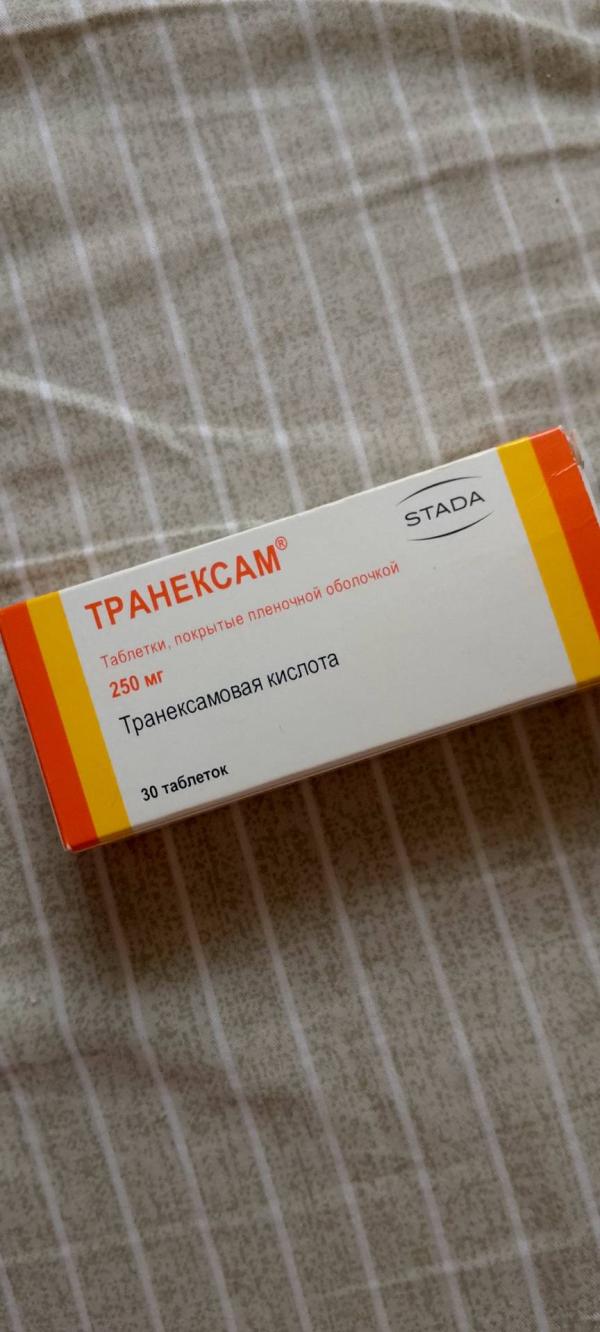 STADA
ТРАНЕКСАМ®
Таблетки, покрытые пленочной оболочкой
250 мг
Транексамовая кислота
30 таблеток